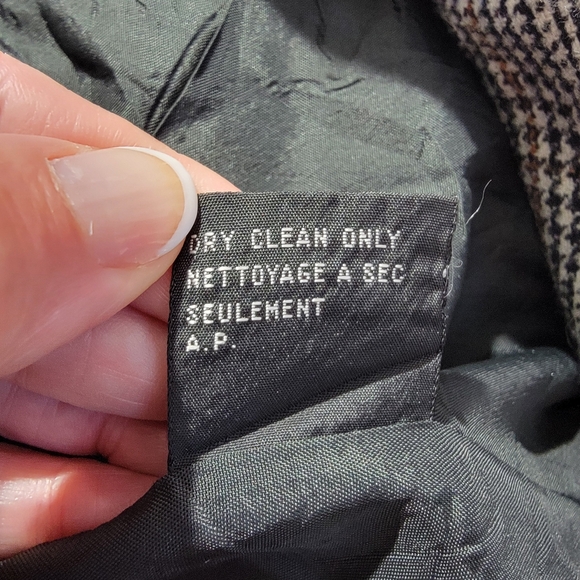 DRY CLEAN ONLY
NETTOYAGE A SEC
SEULEMENT
A.P.